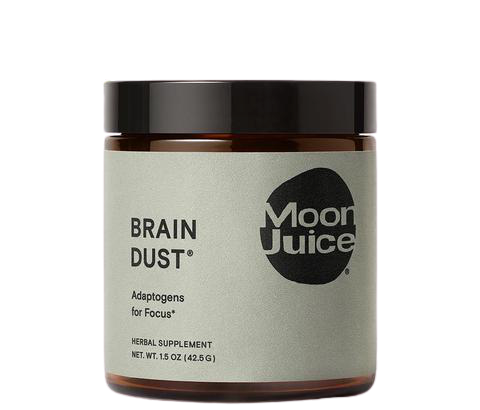 Moon
Juice®
BRAIN
DUST®
Adaptogens
for Focus*
HERBAL SUPPLEMENT
NET. WT. 1.5 OZ (42.5 G)